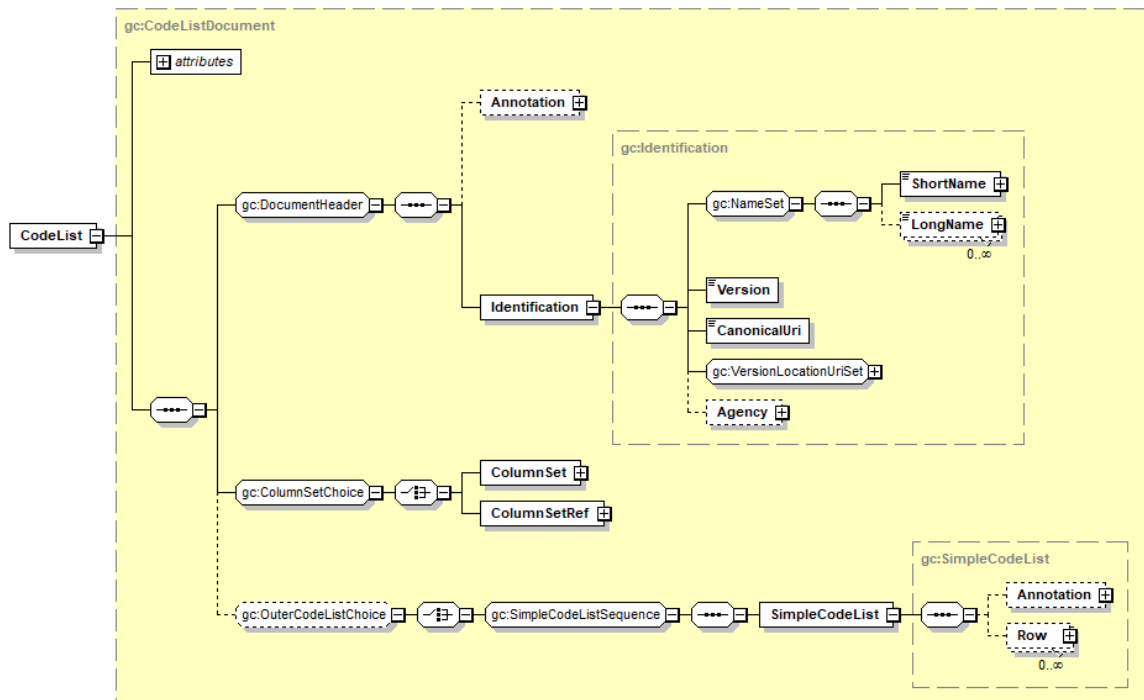 gc:CodeListDocument
attributes
Annotation
gc:Identification
ShortName
gc:NameSet
gc:DocumentHeader
LongName
CodeList
0..∞
Version
Identification
CanonicalUri
gc:VersionLocationUriSet
Agency
ColumnSet
gc:ColumnSetChoice
ColumnSetRef
gc:SimpleCodeList
Annotation
gc:OuterCodeListChoice
gc:SimpleCodeListSequence
SimpleCodeList
Row
0..∞